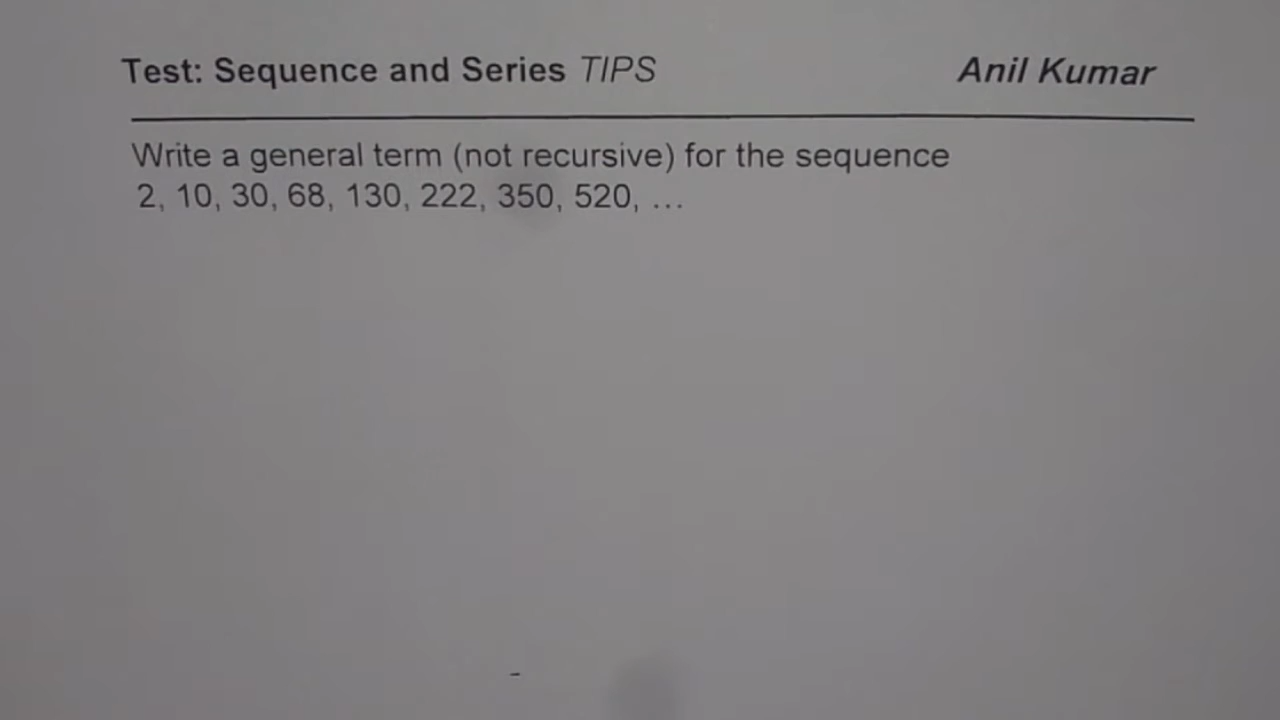 Test: Sequence and Series TIPS Anil Kumar
Write a general term (not recursive) for the sequence
2, 10, 30, 68, 130, 222, 350, 520, ...